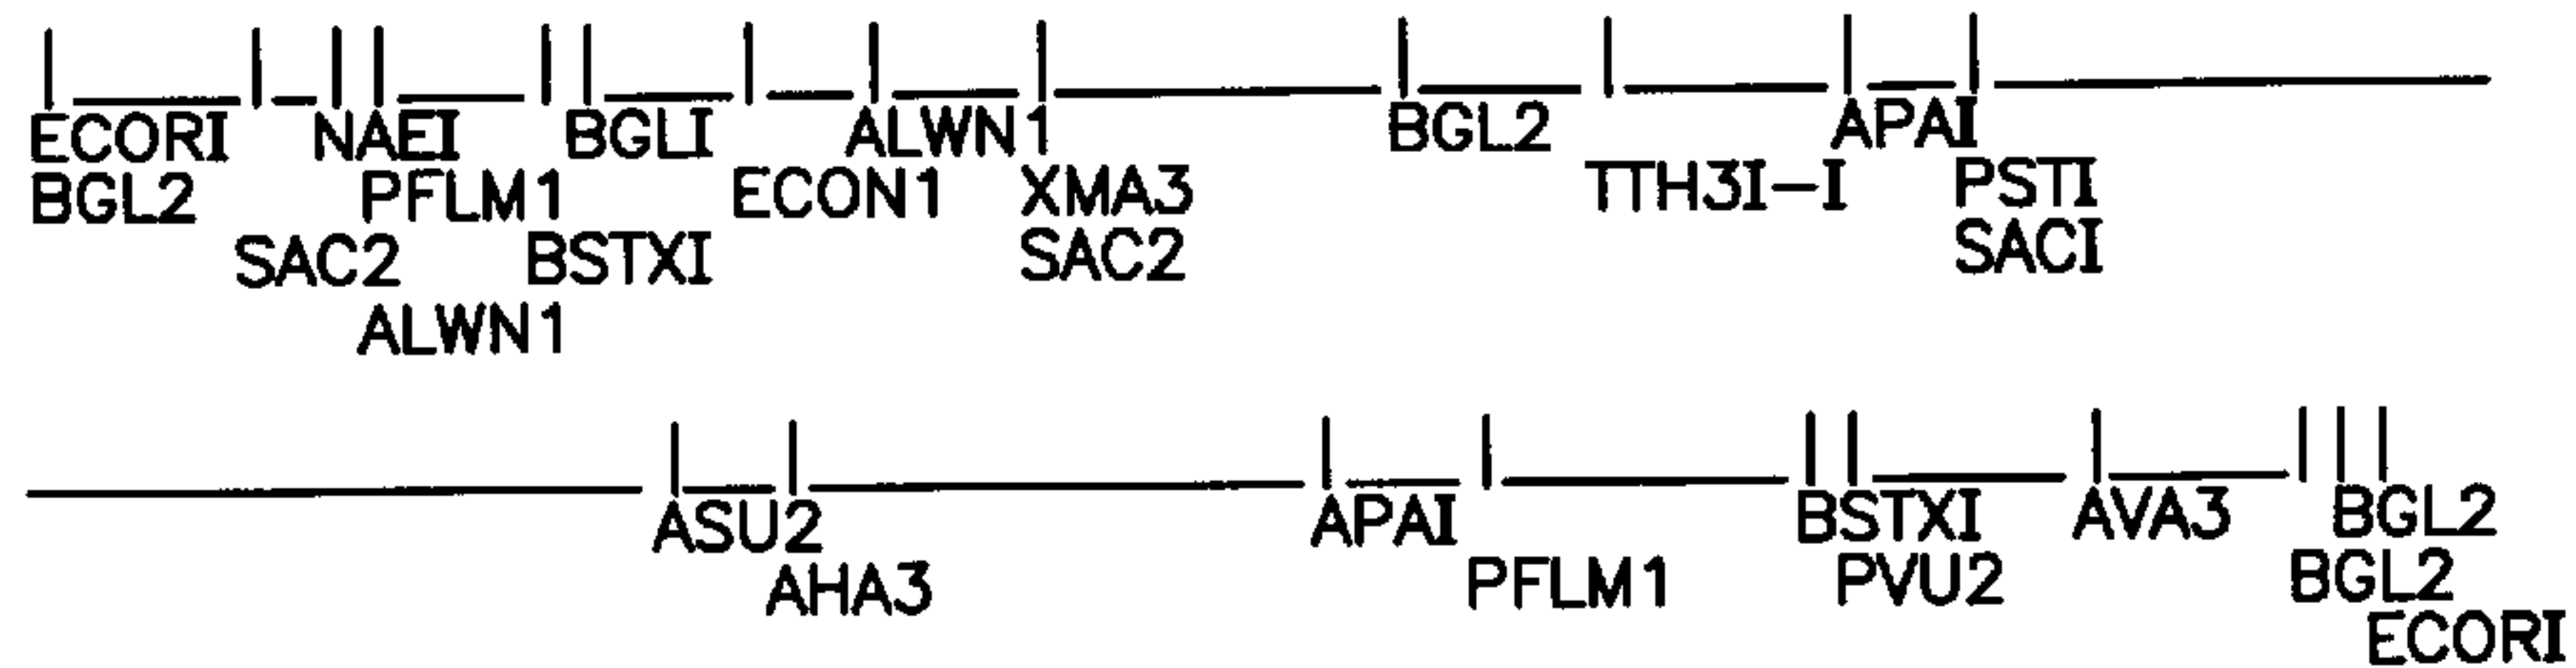 ECORI NAEI BGLI ALWN1 BGL2 APAI
BGL2 PFLM1 ECON1 XMA3 TTH3I-I PSTI
SAC2 BSTXI SAC2 SACI
ALWN1
ASU2 APAI BSTXI AVA3 BGL2
AHA3 PFLM1 PVU2 BGL2
ECORI